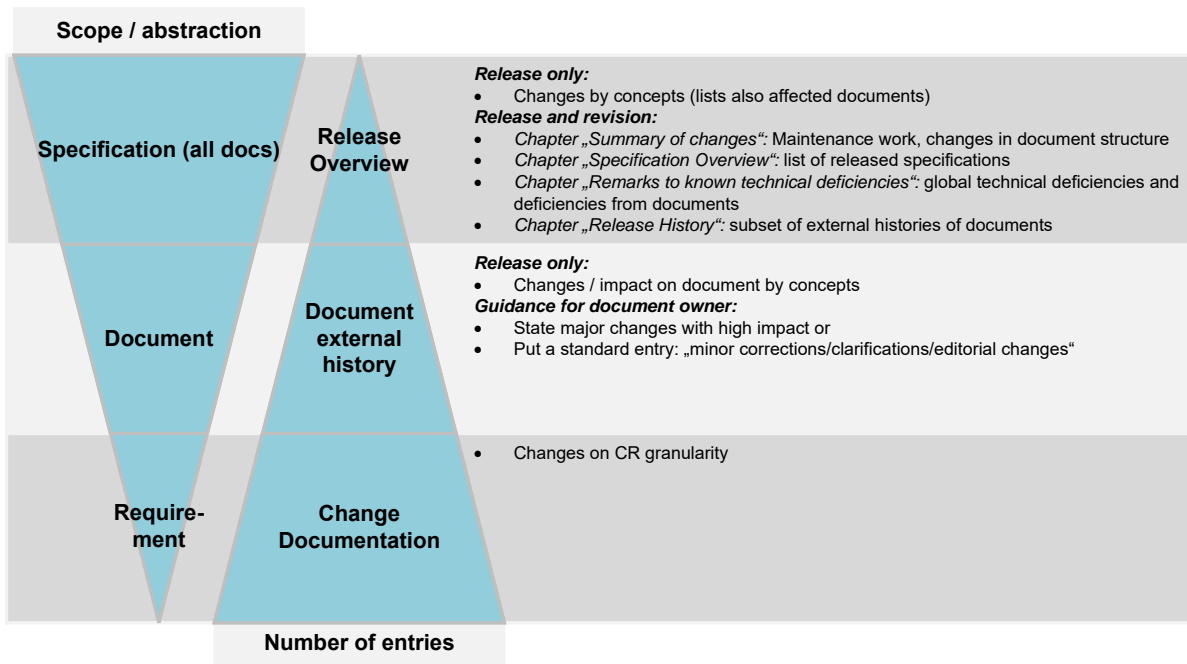 Scope / abstraction
Specification (all docs)
Release
Overview
Release only:
• Changes by concepts (lists also affected documents)
Release and revision:
• Chapter „Summary of changes“: Maintenance work, changes in document structure
• Chapter „Specification Overview“: list of released specifications
• Chapter „Remarks to known technical deficiencies“: global technical deficiencies and
deficiencies from documents
• Chapter „Release History“: subset of external histories of documents
Document
Document
external
history
Release only:
• Changes / impact on document by concepts
Guidance for document owner:
• State major changes with high impact or
• Put a standard entry: „minor corrections/clarifications/editorial changes“
Require-
ment
Change
Documentation
• Changes on CR granularity
Number of entries